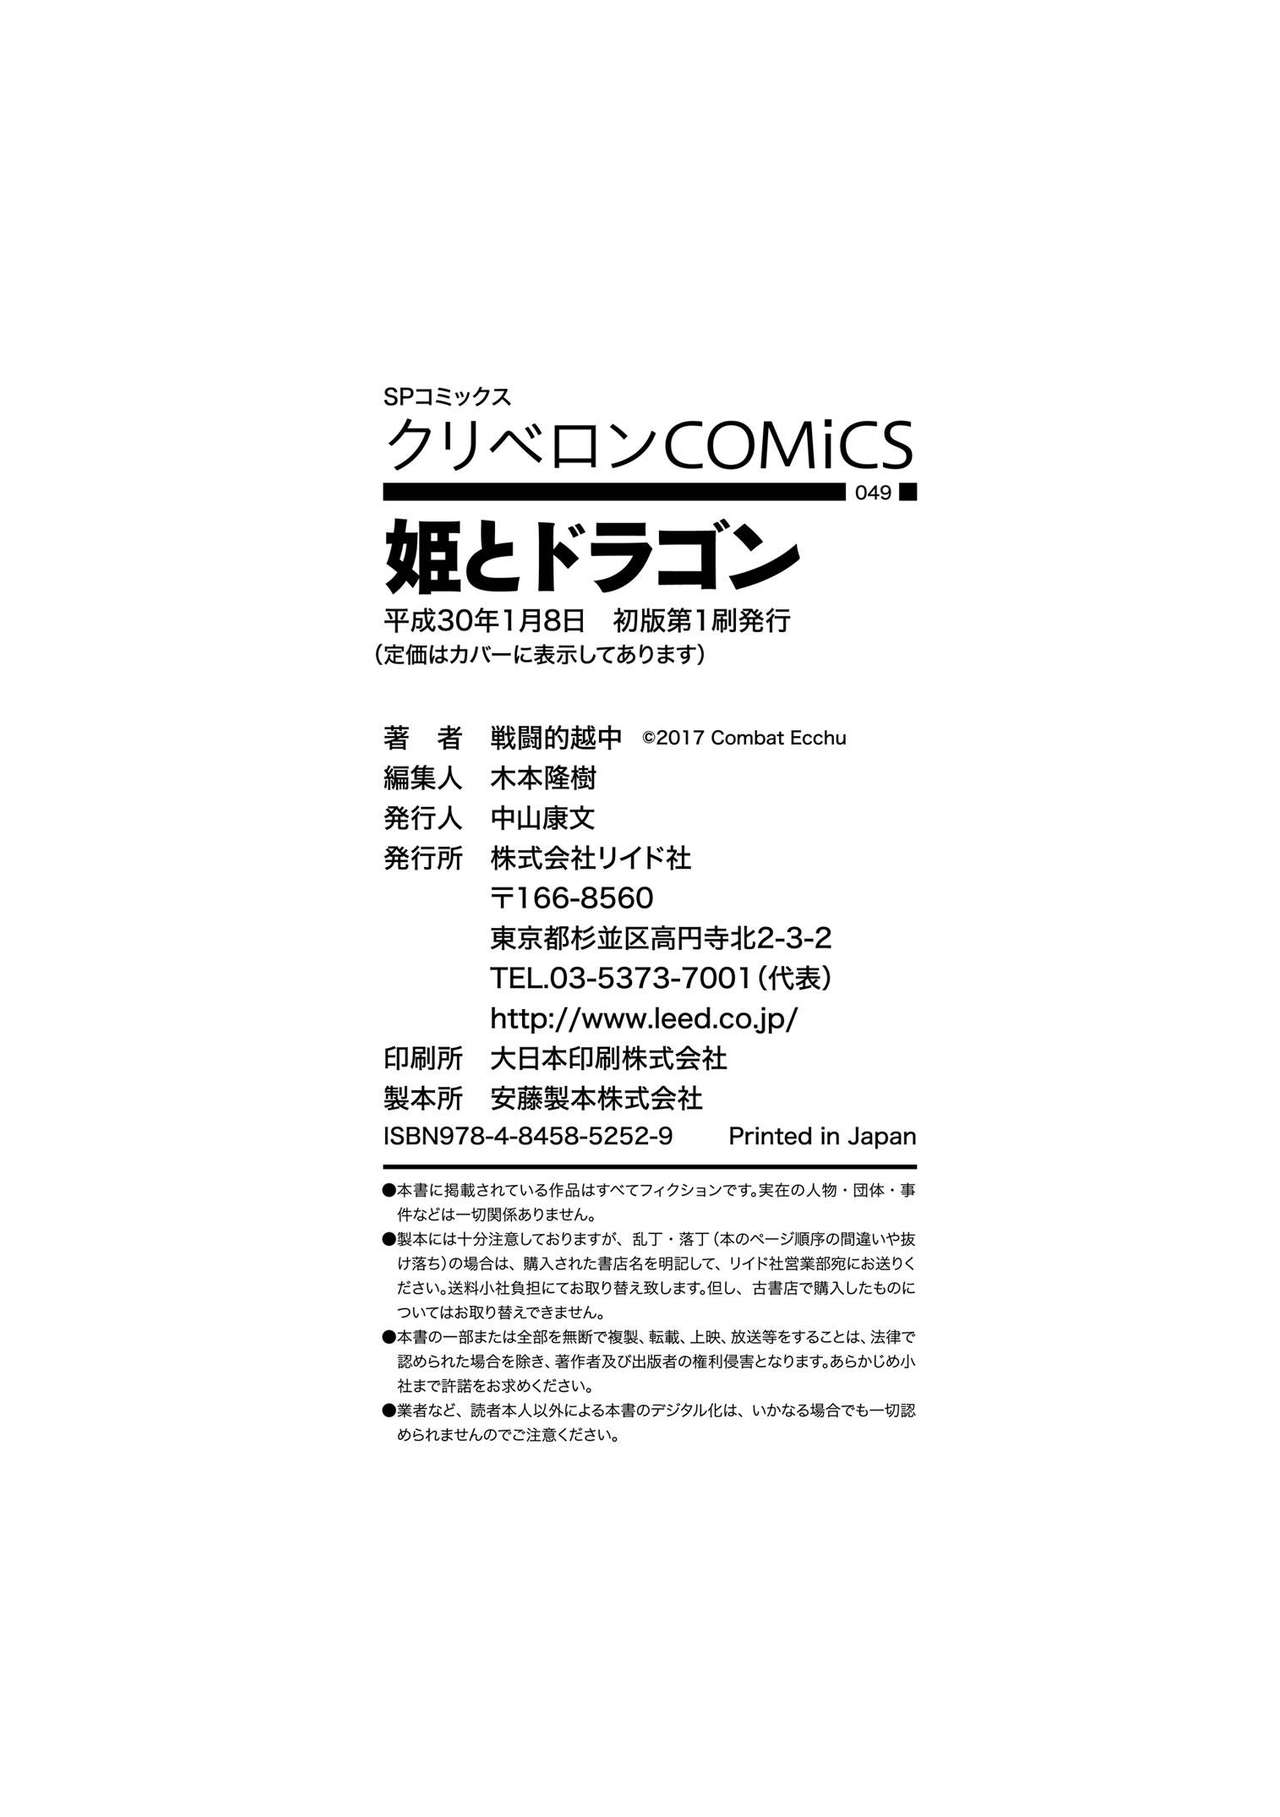 SPコミックス
クリベロンCOMiCS
049
姫とドラゴン
平成30年1月8日　初版第1刷発行
（定価はカバーに表示してあります）
著　者　戦闘的越中　©2017 Combat Ecchu
編集人　木本隆樹
発行人　中山康文
発行所　株式会社リイド社
〒166-8560
東京都杉並区高円寺北2-3-2
TEL.03-5373-7001（代表）
http://www.leed.co.jp/
印刷所　大日本印刷株式会社
製本所　安藤製本株式会社
ISBN978-4-8458-5252-9　Printed in Japan
●本書に掲載されている作品はすべてフィクションです。実在の人物・団体・事
件などは一切関係ありません。
●製本には十分注意しておりますが、乱丁・落丁（本のページ順序の間違いや抜
け落ち）の場合は、購入された書店名を明記して、リイド社営業部宛にお送りく
ださい。送料小社負担にてお取り替え致します。但し、古書店で購入したものに
ついてはお取り替えできません。
●本書の一部または全部を無断で複製、転載、上映、放送等をすることは、法律で
認められた場合を除き、著作者及び出版者の権利侵害となります。あらかじめ小
社まで許諾をお求めください。
●業者など、読者本人以外による本書のデジタル化は、いかなる場合でも一切認
められませんのでご注意ください。